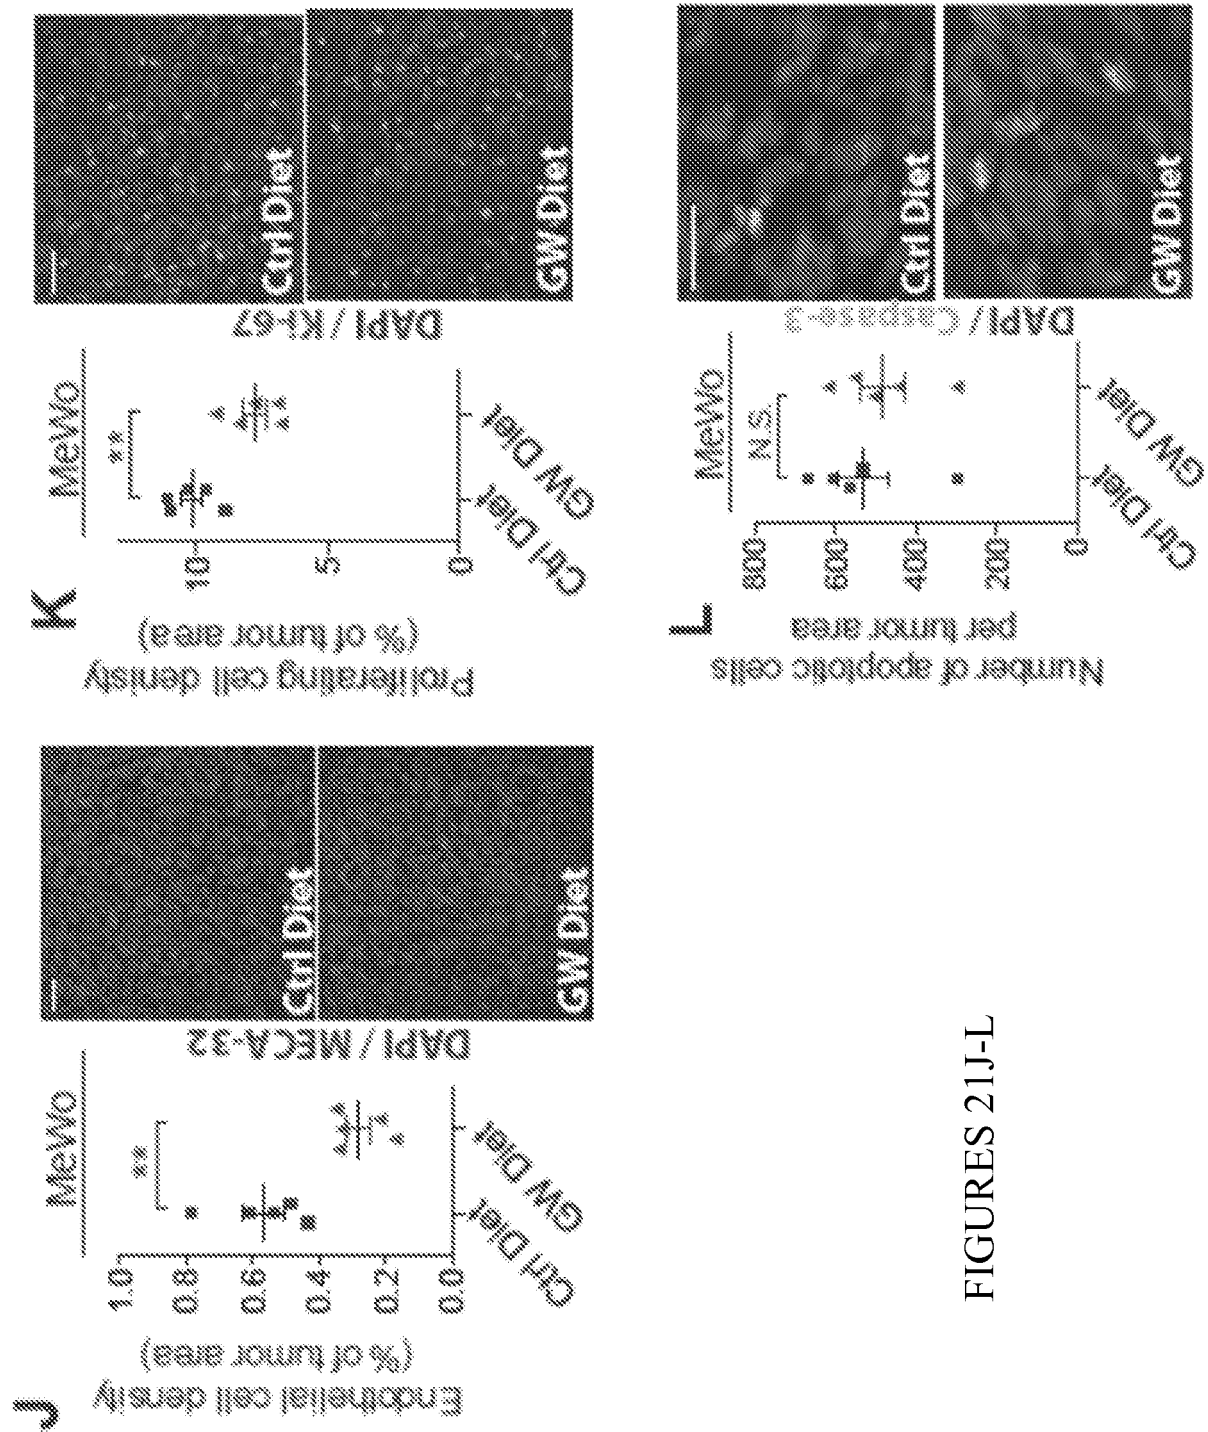 J
Endothelial cell density
(% of tumor area)
1.0
0.8
0.6
0.4
0.2
0.0
MeWo
**
Ctrl Diet
GW Diet
DAPI / MECA-32
Ctrl Diet
GW Diet
K
Proliferating cell denisty
(% of tumor area)
10
5
0
MeWo
**
Ctrl Diet
GW Diet
DAPI / Ki-67
Ctrl Diet
GW Diet
L
Number of apoptotic cells
per tumor area
800
600
400
200
0
MeWo
N.S.
Ctrl Diet
GW Diet
DAPI / Caspase-3
Ctrl Diet
GW Diet
FIGURES 21J-L